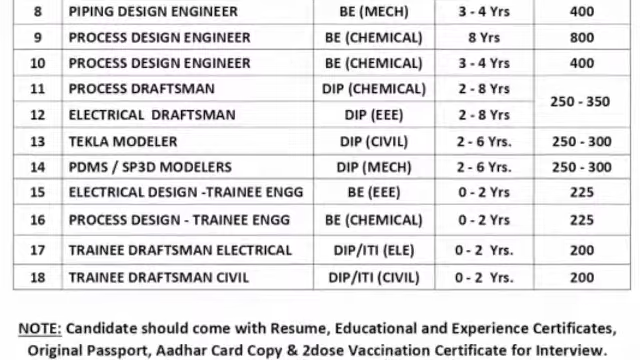 8 PIPING DESIGN ENGINEER BE (MECH) 3 - 4 Yrs 400
9 PROCESS DESIGN ENGINEER BE (CHEMICAL) 8 Yrs 800
10 PROCESS DESIGN ENGINEER BE (CHEMICAL) 3 - 4 Yrs 400
11 PROCESS DRAFTSMAN DIP (CHEMICAL) 2 - 8 Yrs 250 - 350
12 ELECTRICAL DRAFTSMAN DIP (EEE) 2 - 8 Yrs
13 TEKLA MODELER DIP (CIVIL) 2 - 6 Yrs. 250 - 300
14 PDMS / SP3D MODELERS DIP (MECH) 2 - 6 Yrs. 250 - 300
15 ELECTRICAL DESIGN -TRAINEE ENGG BE (EEE) 0 - 2 Yrs 225
16 PROCESS DESIGN - TRAINEE ENGG BE (CHEMICAL) 0 - 2 Yrs 225
17 TRAINEE DRAFTSMAN ELECTRICAL DIP/ITI (ELE) 0 - 2 Yrs. 200
18 TRAINEE DRAFTSMAN CIVIL DIP/ITI (CIVIL) 0 - 2 Yrs. 200
NOTE: Candidate should come with Resume, Educational and Experience Certificates,
Original Passport, Aadhar Card Copy & 2dose Vaccination Certificate for Interview.